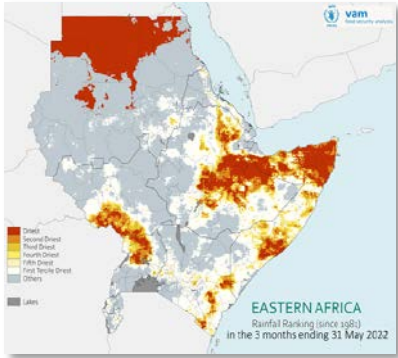 vam
food security analysis
Driest
Second Driest
Third Driest
Fourth Driest
Fifth Driest
First Tercile Driest
Others
Lakes
EASTERN AFRICA
Rainfall Ranking (since 1981)
in the 3 months ending 31 May 2022